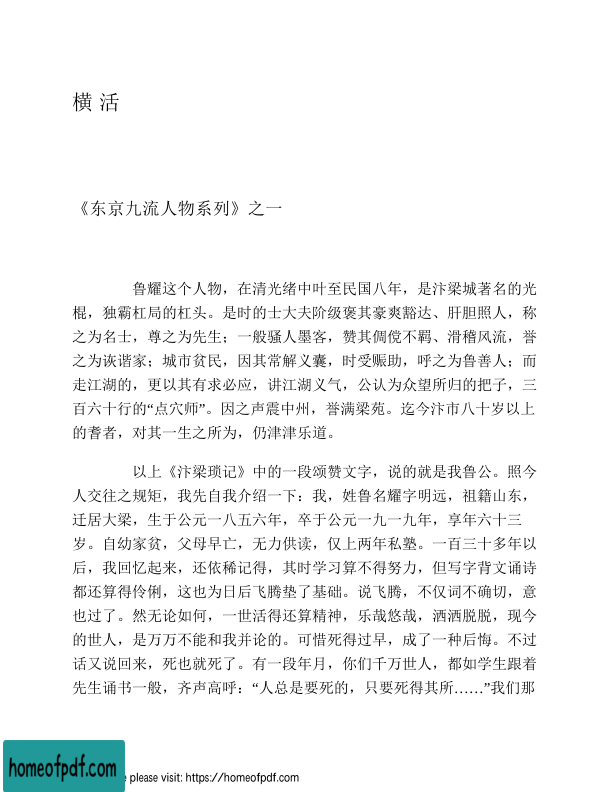 横 活
《东京九流人物系列》之一
鲁耀这个人物，在清光绪中叶至民国八年，是汴梁城著名的光
棍，独霸杠局的杠头。是时的士大夫阶级褒其豪爽豁达、肝胆照人，称
之为名士，尊之为先生；一般骚人墨客，赞其倜傥不羁、滑稽风流，誉
之为诙谐家；城市贫民，因其常解义囊，时受赈助，呼之为鲁善人；而
走江湖的，更以其有求必应，讲江湖义气，公认为众望所归的把子，三
百六十行的“点穴师”。因之声震中州，誉满梁苑。迄今汴市八十岁以上
的耆者，对其一生之所为，仍津津乐道。
以上《汴梁琐记》中的一段颂赞文字，说的就是我鲁公。照今
人交往之规矩，我先自我介绍一下：我，姓鲁名耀字明远，祖籍山东，
迁居大梁，生于公元一八五六年，卒于公元一九一九年，享年六十三
岁。自幼家贫，父母早亡，无力供读，仅上两年私塾。一百三十多年以
后，我回忆起来，还依稀记得，其时学习算不得努力，但写字背文诵诗
都还算得伶俐，这也为日后飞腾垫了基础。说飞腾，不仅词不确切，意
也过了。然无论如何，一世活得还算精神，乐哉悠哉，洒洒脱脱，现今
的世人，是万万不能和我并论的。可惜死得过早，成了一种后悔。不过
话又说回来，死也就死了。有一段年月，你们千万世人，都如学生跟着
先生诵书一般，齐声高呼：“人总是要死的，只要死得其所……”我们那
homeofpdf.com
e please visit: https://homeofpdf.com